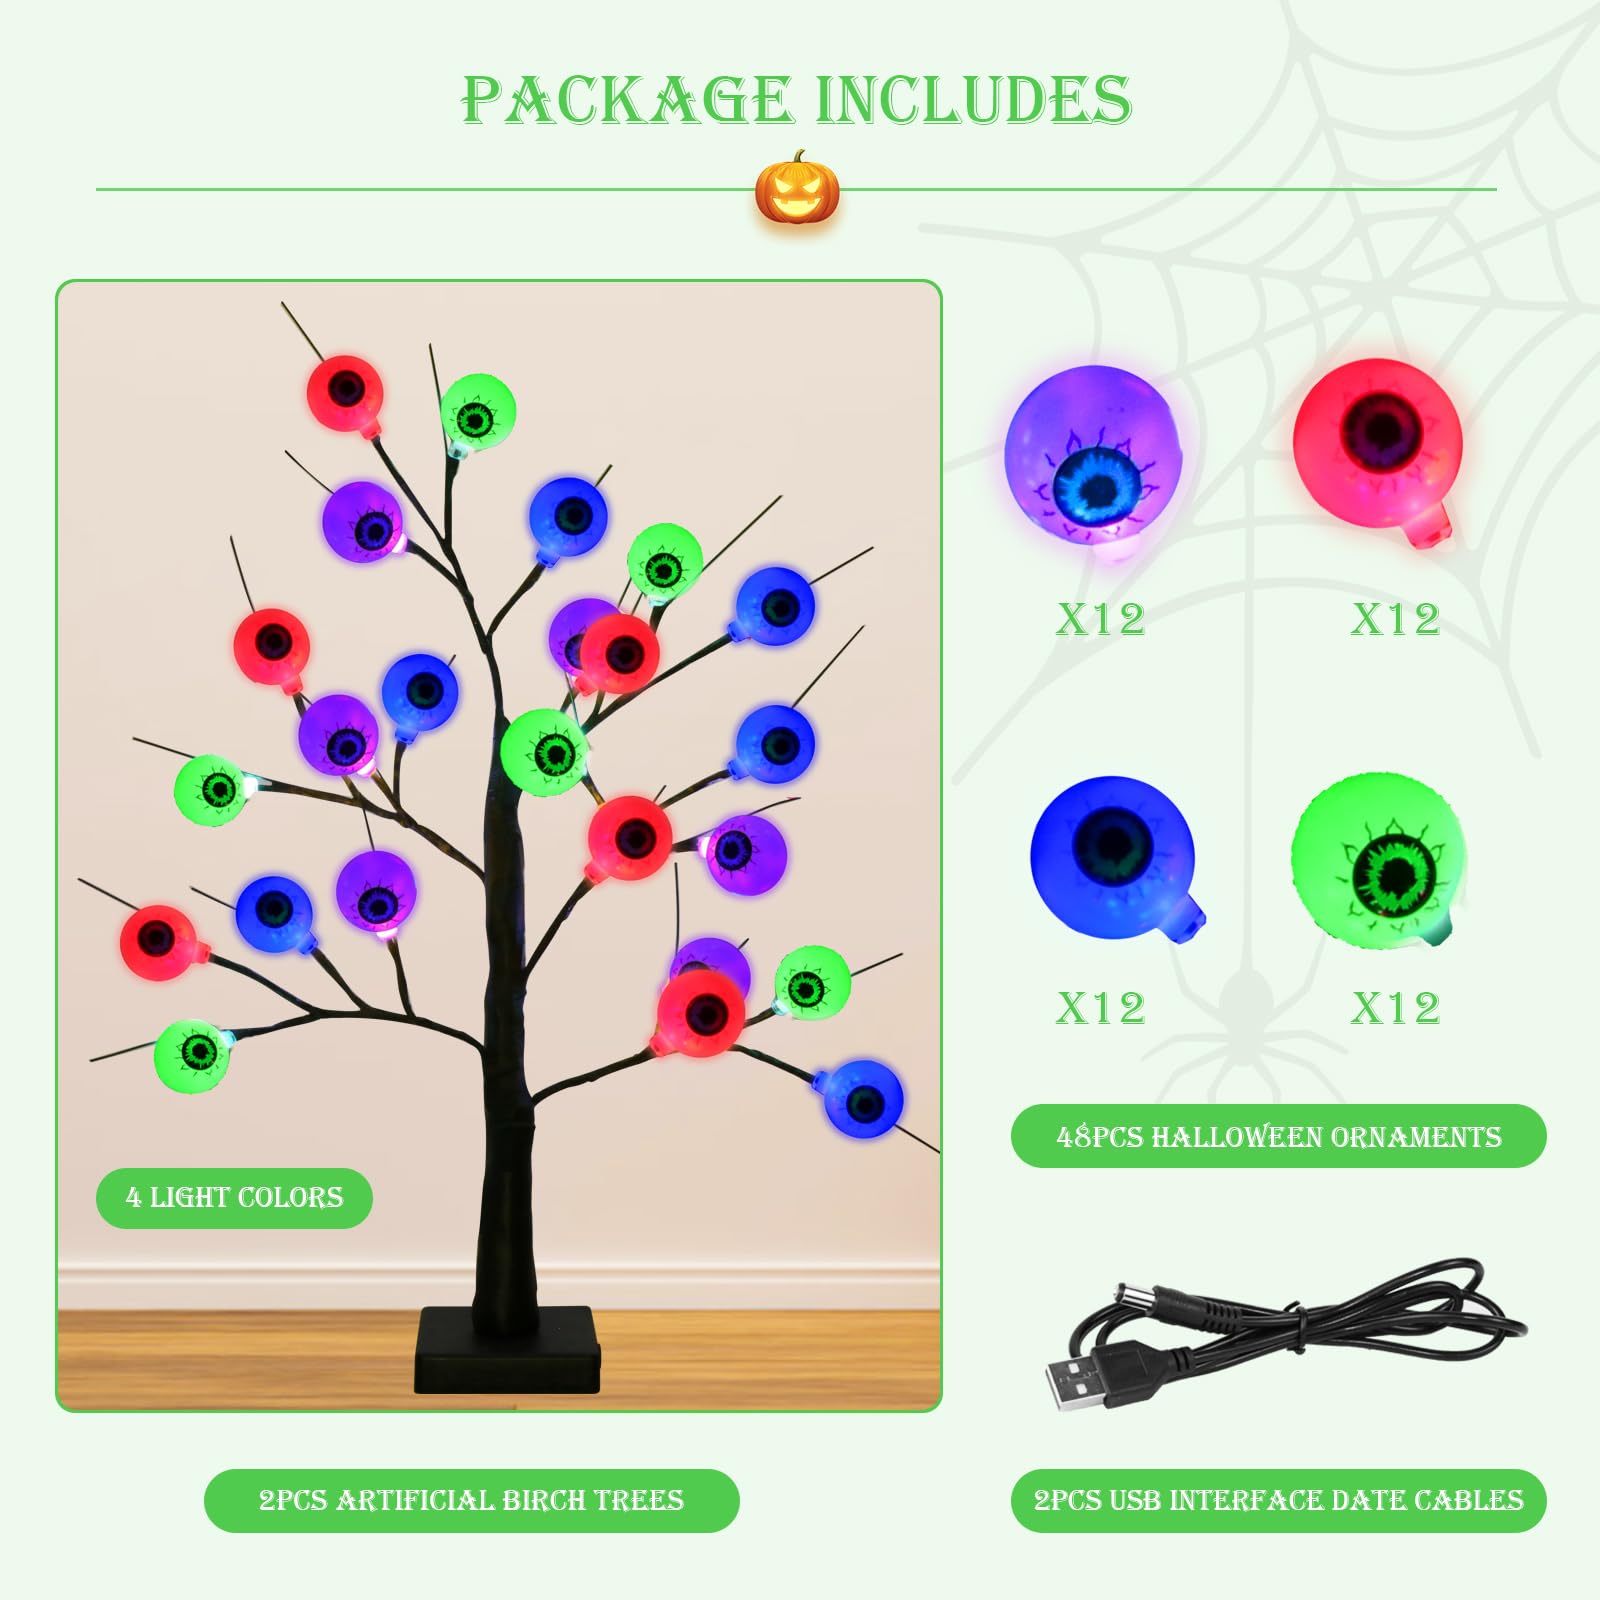 PACKAGE INCLUDES
X12
X12
X12
X12
48PCS HALLOWEEN ORNAMENTS
4 LIGHT COLORS
2PCS ARTIFICIAL BIRCH TREES
2PCS USB INTERFACE DATE CABLES